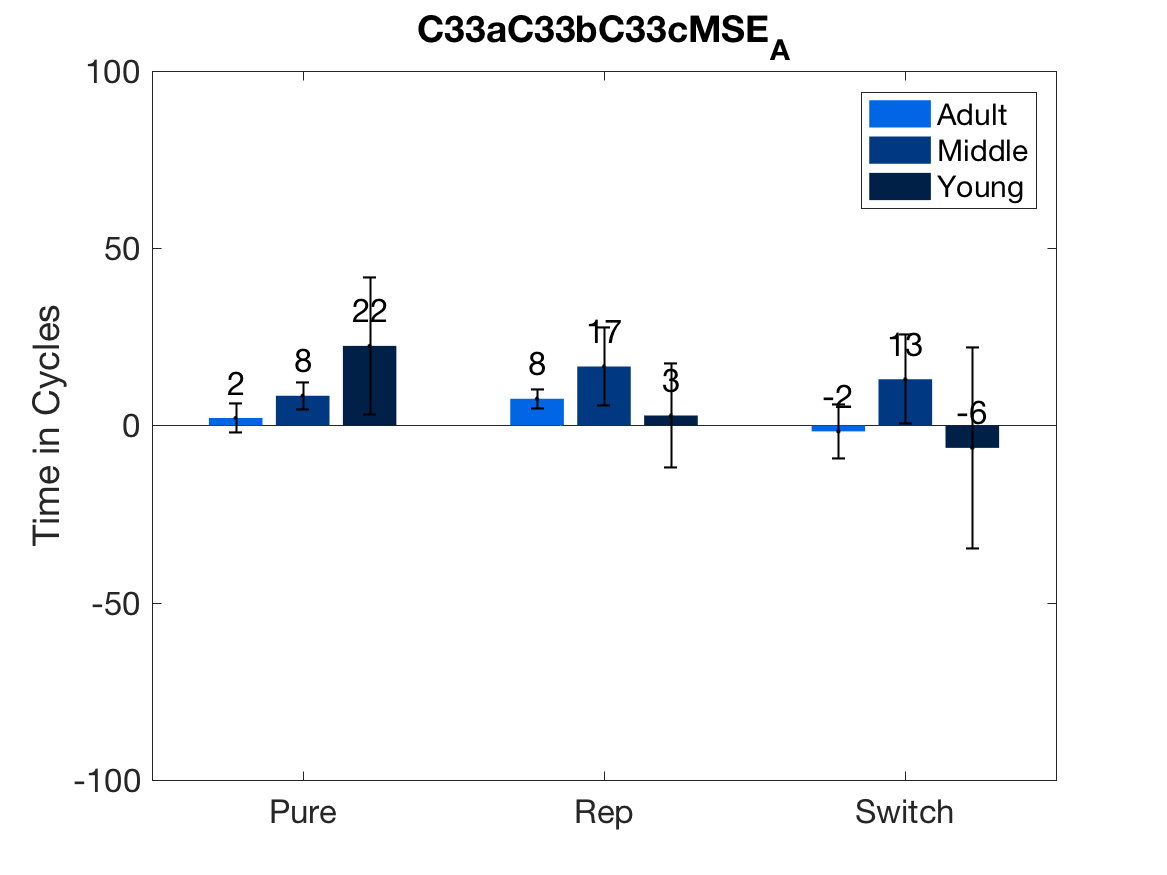 C33aC33bC33cMSE_A
100
50
0
-50
-100
Time in Cycles
Adult
Middle
Young
2
8
22
8
17
3
-2
13
-6
Pure
Rep
Switch